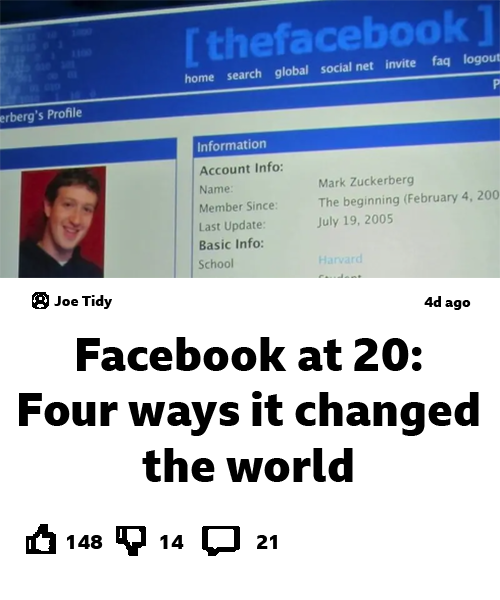 [ thefacebook ]
home search global social net invite faq logout
erberg's Profile
P
Information
Account Info:
Name: Mark Zuckerberg
Member Since: The beginning (February 4, 200
Last Update: July 19, 2005
Basic Info:
School Harvard
Joe Tidy 4d ago
Facebook at 20:
Four ways it changed
the world
148 14 21